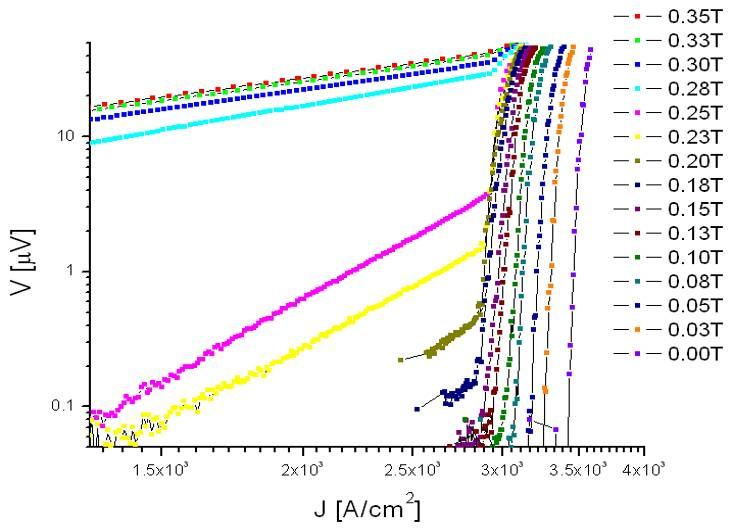 0.35T
0.33T
0.30T
0.28T
0.25T
0.23T
0.20T
0.18T
0.15T
0.13T
0.10T
0.08T
0.05T
0.03T
0.00T
V [μV]
10
1
0.1
1.5x10³ 2x10³ 2.5x10³ 3x10³ 3.5x10³ 4x10³
J [A/cm²]